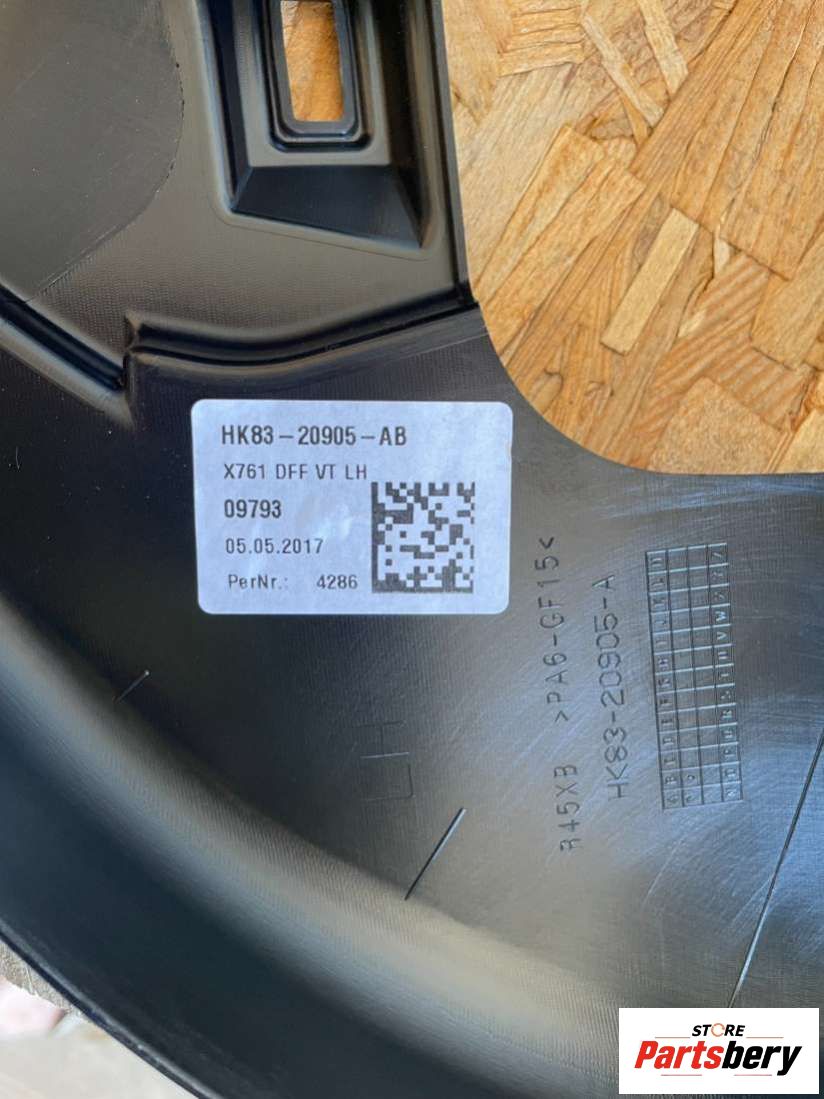 HK83-20905-AB
X761 DFF VT LH
09793
05.05.2017
PerNr.: 4286
LH
>PA6-GF15<
HK83-20905-A
STORE
Partsbery